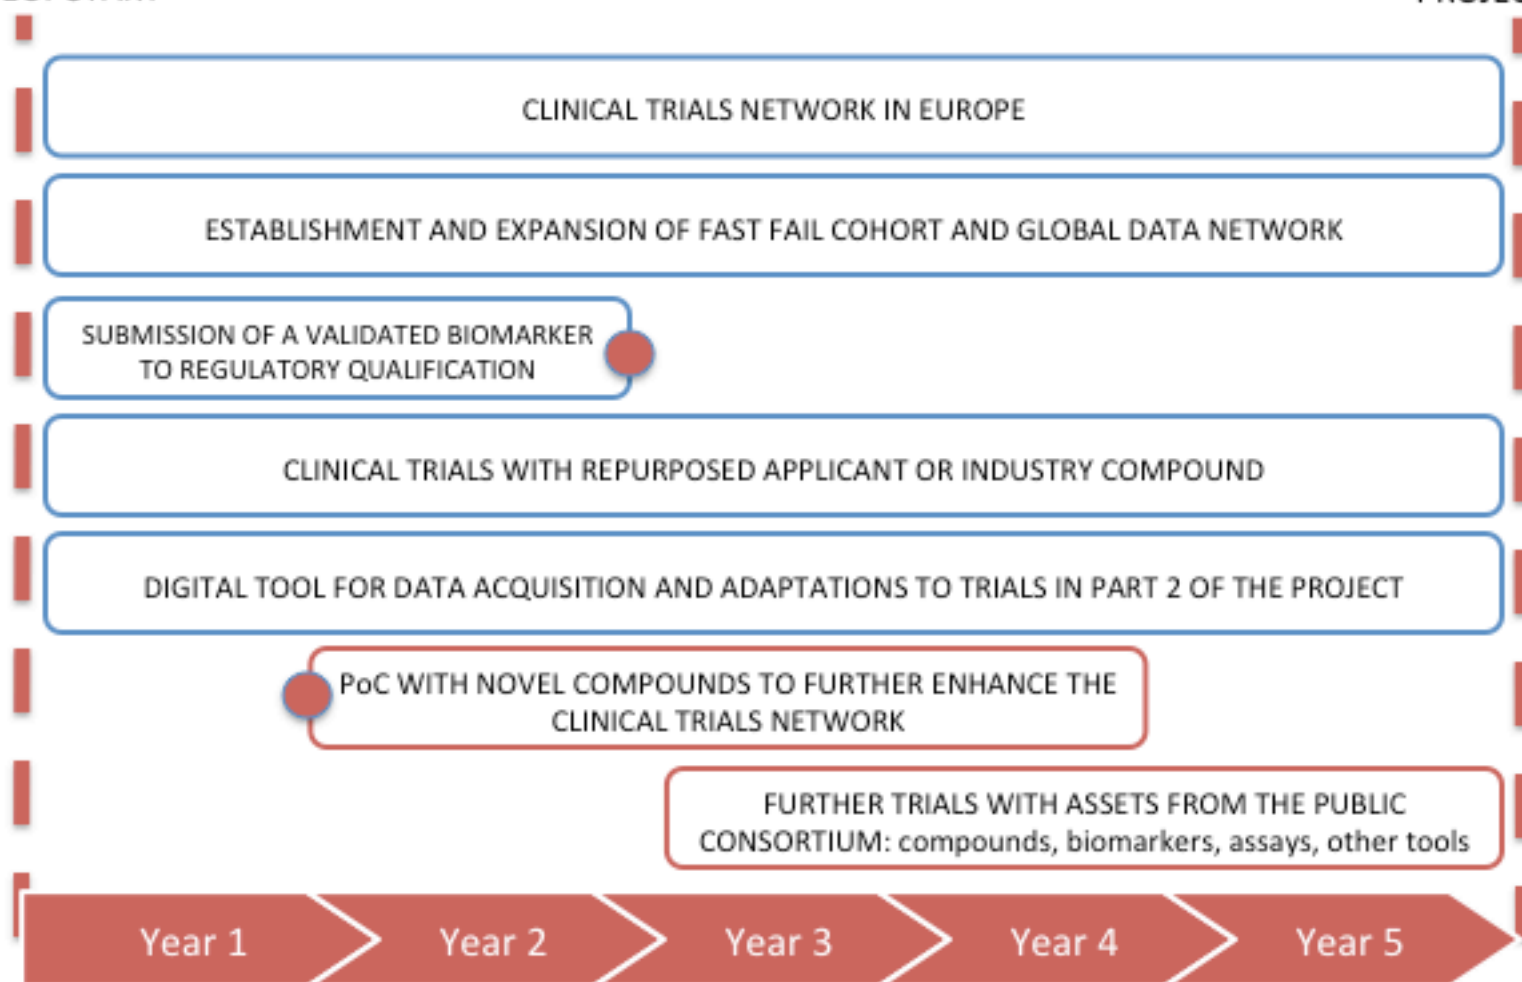 CLINICAL TRIALS NETWORK IN EUROPE
ESTABLISHMENT AND EXPANSION OF FAST FAIL COHORT AND GLOBAL DATA NETWORK
SUBMISSION OF A VALIDATED BIOMARKER
TO REGULATORY QUALIFICATION
CLINICAL TRIALS WITH REPURPOSED APPLICANT OR INDUSTRY COMPOUND
DIGITAL TOOL FOR DATA ACQUISITION AND ADAPTATIONS TO TRIALS IN PART 2 OF THE PROJECT
PoC WITH NOVEL COMPOUNDS TO FURTHER ENHANCE THE
CLINICAL TRIALS NETWORK
FURTHER TRIALS WITH ASSETS FROM THE PUBLIC
CONSORTIUM: compounds, biomarkers, assays, other tools
Year 1 Year 2 Year 3 Year 4 Year 5